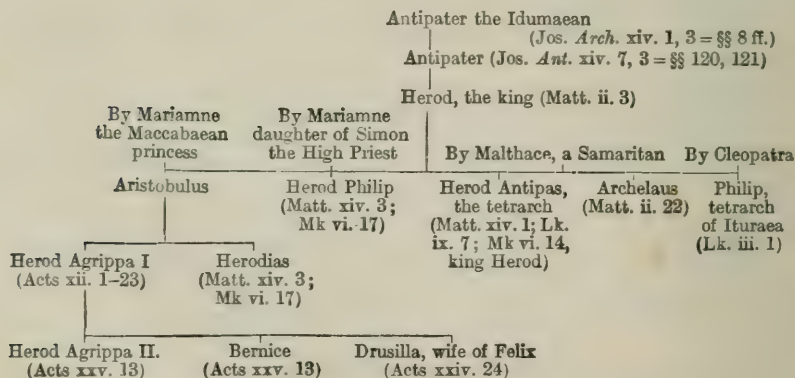 Antipater the Idumaean
(Jos. Arch. xiv. 1, 3 = §§ 8 ff.)
Antipater (Jos. Ant. xiv. 7, 3 = §§ 120, 121)
Herod, the king (Matt. ii. 3)
By Mariamne
the Maccabaean
princess
By Mariamne
daughter of Simon
the High Priest
By Malthace, a Samaritan
By Cleopatra
Aristobulus
Herod Philip
(Matt. xiv. 3;
Mk vi. 17)
Herod Antipas,
the tetrarch
(Matt. xiv. 1; Lk.
ix. 7; Mk vi. 14,
king Herod)
Archelaus
(Matt. ii. 22)
Philip,
tetrarch
of Ituraea
(Lk. iii. 1)
Herod Agrippa I
(Acts xii. 1–23)
Herodias
(Matt. xiv. 3;
Mk vi. 17)
Herod Agrippa II.
(Acts xxv. 13)
Bernice
(Acts xxv. 13)
Drusilla, wife of Felix
(Acts xxiv. 24)